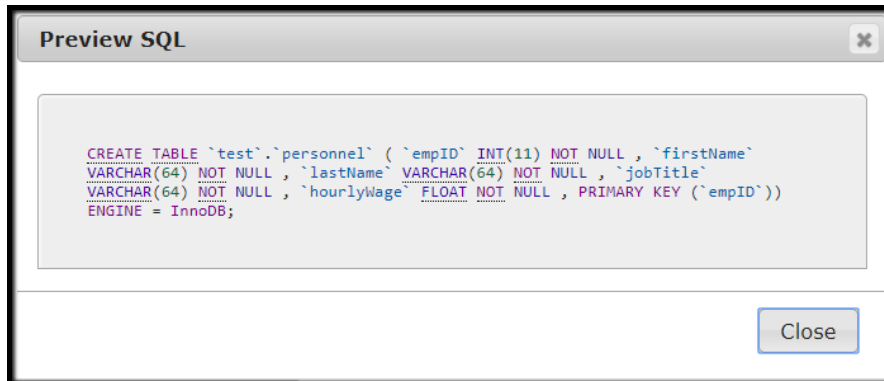 Preview SQL
CREATE TABLE `test`.`personnel` ( `empID` INT(11) NOT NULL , `firstName`
VARCHAR(64) NOT NULL , `lastName` VARCHAR(64) NOT NULL , `jobTitle`
VARCHAR(64) NOT NULL , `hourlyWage` FLOAT NOT NULL , PRIMARY KEY (`empID`))
ENGINE = InnoDB;
Close